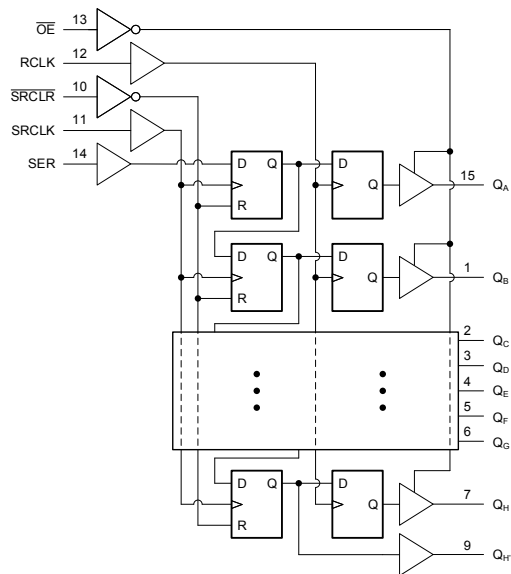 13
OE
12
RCLK
10
SRCLR
11
SRCLK
14
SER
D Q D
Q
R
15
QA
D Q D
Q
R
1
QB
2
QC
3
QD
4
QE
5
QF
6
QG
D Q D
Q
R
7
QH
9
QH'